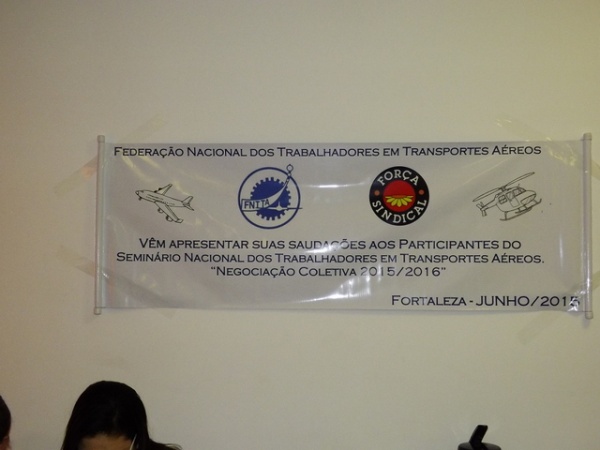 FEDERAÇÃO NACIONAL DOS TRABALHADORES EM TRANSPORTES AÉREOS
FNTTA
FORÇA
SINDICAL
VÊM APRESENTAR SUAS SAUDAÇÕES AOS PARTICIPANTES DO
SEMINÁRIO NACIONAL DOS TRABALHADORES EM TRANSPORTES AÉREOS.
"NEGOCIAÇÃO COLETIVA 2015/2016"
FORTALEZA - JUNHO/2015